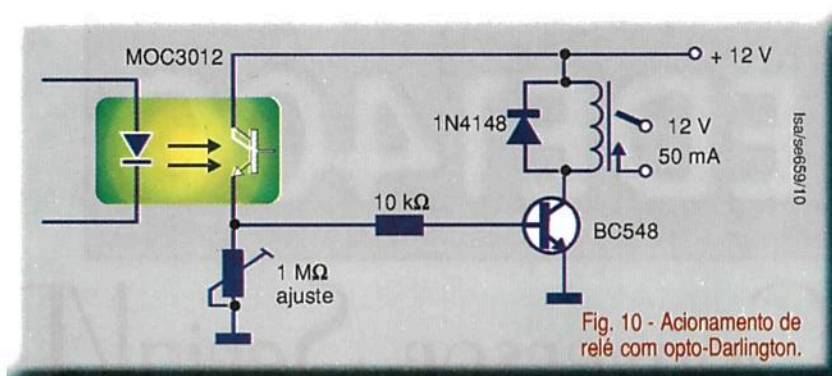 MOC3012
+ 12 V
1N4148
12 V
50 mA
Isa/se659/10
10 kΩ
BC548
1 MΩ
ajuste
Fig. 10 - Acionamento de
relé com opto-Darlington.